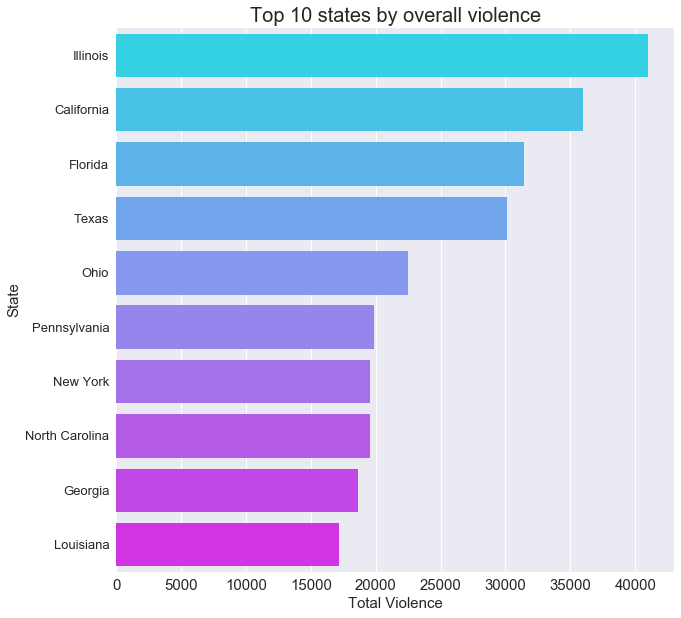 Top 10 states by overall violence
Illinois
California
Florida
Texas
Ohio
Pennsylvania
New York
North Carolina
Georgia
Louisiana
State
0 5000 10000 15000 20000 25000 30000 35000 40000
Total Violence